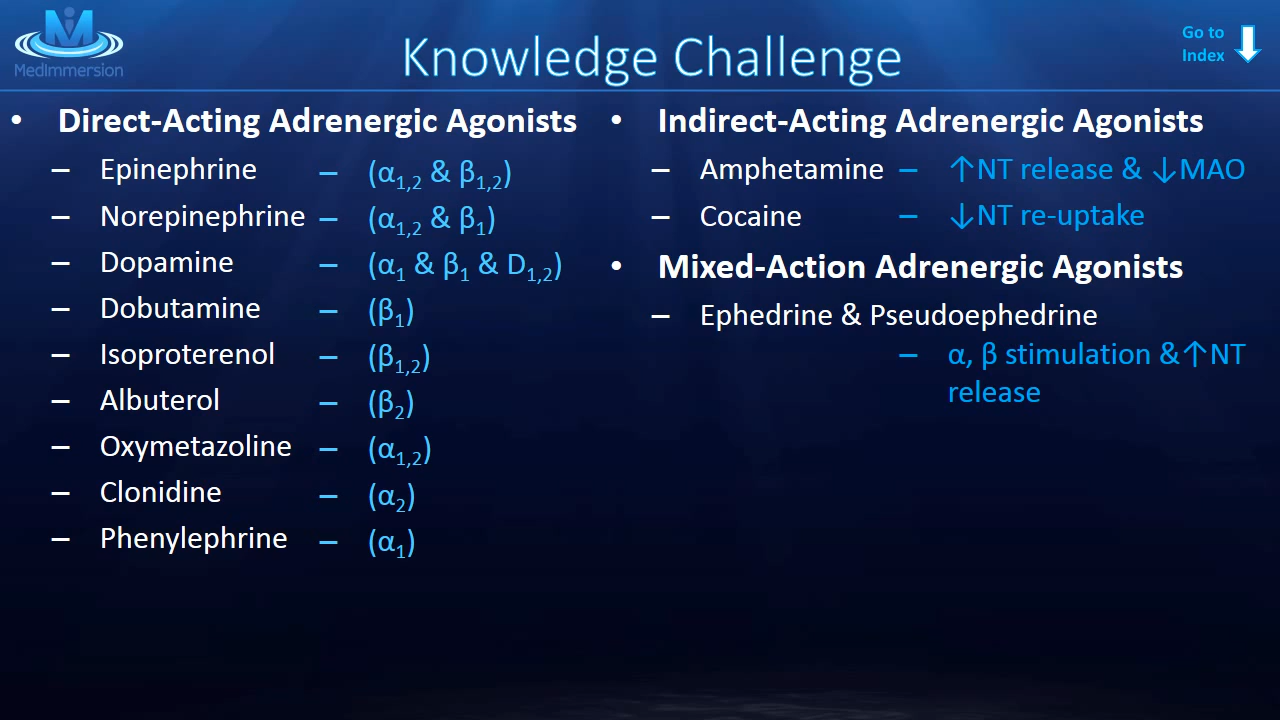 MedImmersion
Knowledge Challenge
Go to
Index
• Direct-Acting Adrenergic Agonists
– Epinephrine – (α1,2 & β1,2)
– Norepinephrine – (α1,2 & β1)
– Dopamine – (α1 & β1 & D1,2)
– Dobutamine – (β1)
– Isoproterenol – (β1,2)
– Albuterol – (β2)
– Oxymetazoline – (α1,2)
– Clonidine – (α2)
– Phenylephrine – (α1)
• Indirect-Acting Adrenergic Agonists
– Amphetamine – ↑NT release & ↓MAO
– Cocaine – ↓NT re-uptake
• Mixed-Action Adrenergic Agonists
– Ephedrine & Pseudoephedrine
– α, β stimulation &↑NT
release